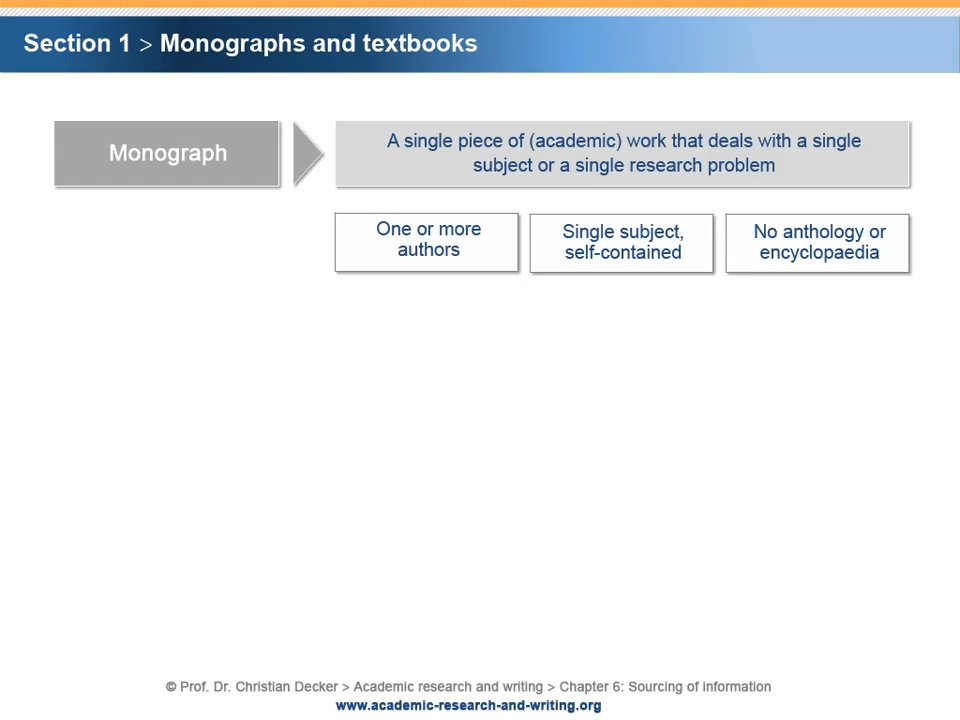 Section 1 > Monographs and textbooks
Monograph
A single piece of (academic) work that deals with a single
subject or a single research problem
One or more
authors
Single subject,
self-contained
No anthology or
encyclopaedia
© Prof. Dr. Christian Decker > Academic research and writing > Chapter 6: Sourcing of information
www.academic-research-and-writing.org